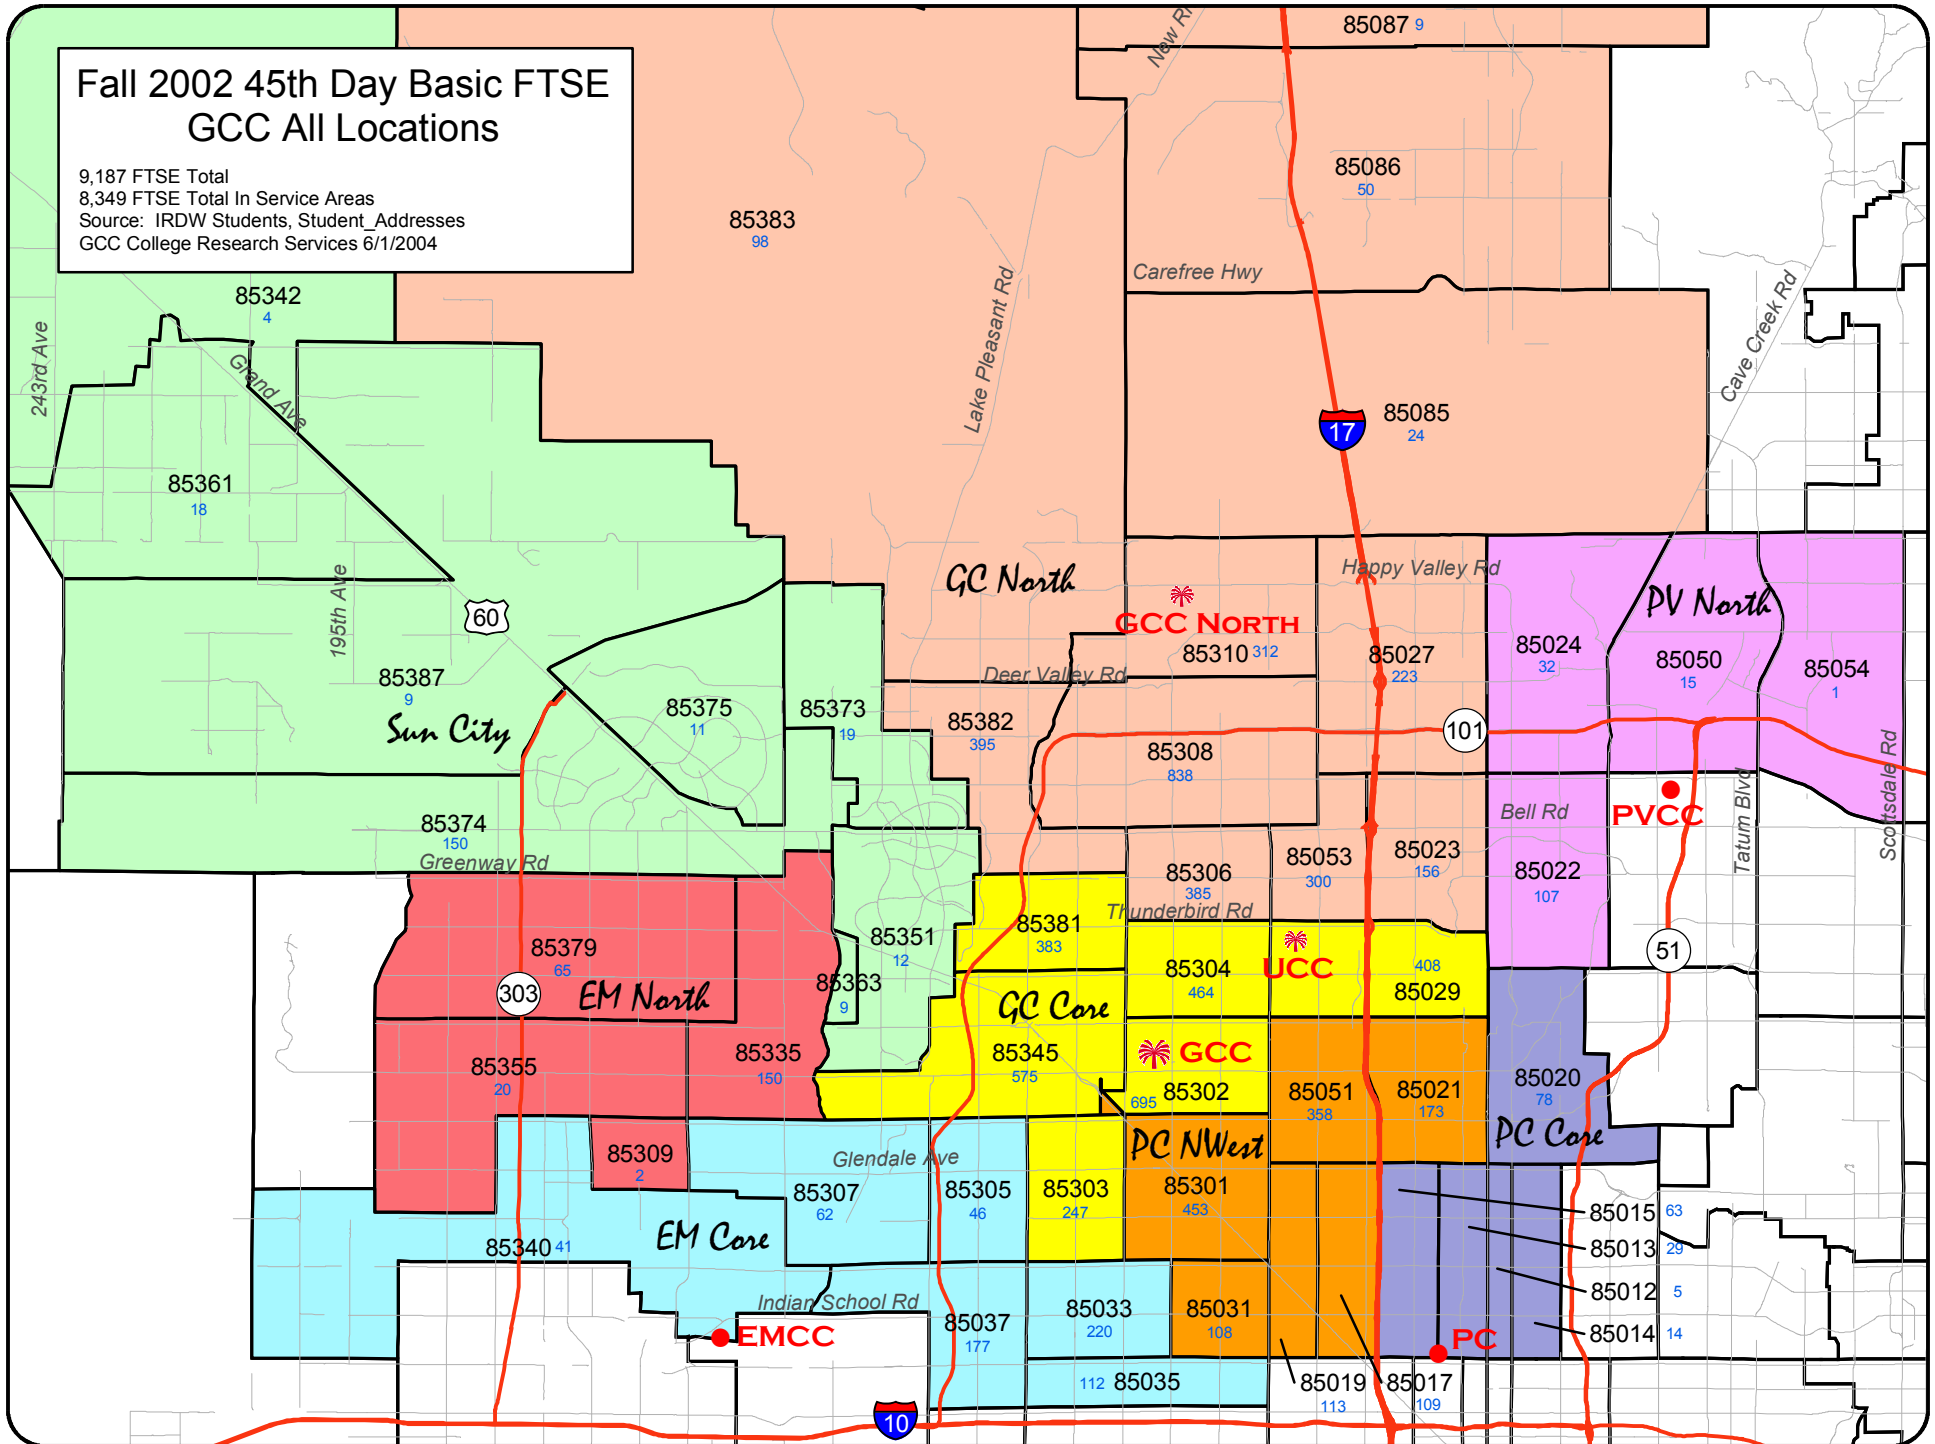 Fall 2002 45th Day Basic FTSE
GCC All Locations
9,187 FTSE Total
8,349 FTSE Total In Service Areas
Source: IRDW Students, Student_Addresses
GCC College Research Services 6/1/2004
85087 9
85086
50
85383
98
Carefree Hwy
Lake Pleasant Rd
Cave Creek Rd
85342
4
243rd Ave
Grand Ave
85361
18
17
85085
24
195th Ave
60
GC North
Happy Valley Rd
GCC North
85310 312
Deer Valley Rd
85027
223
PV North
85024
32
85050
15
85054
1
85387
9
Sun City
85375
11
85373
19
85382
395
85308
838
101
Scottsdale Rd
Tatum Blvd
PVCC
Bell Rd
85374
150
Greenway Rd
85306
385
85053
300
85023
156
85022
107
Thunderbird Rd
85381
383
85351
12
85379
65
EM North
303
85363
9
85304
464
UCC
408
85029
51
GC Core
85345
575
GCC
85302
695
85355
20
85335
150
85051
358
85021
173
85020
78
PC Core
PC NWest
85309
2
Glendale Ave
85307
62
85305
46
85303
247
85301
453
85015 63
85013 29
85012 5
85014 14
85340 41
EM Core
Indian School Rd
EMCC
85037
177
85033
220
85031
108
PC
112 85035
85019
113
85017
109
10